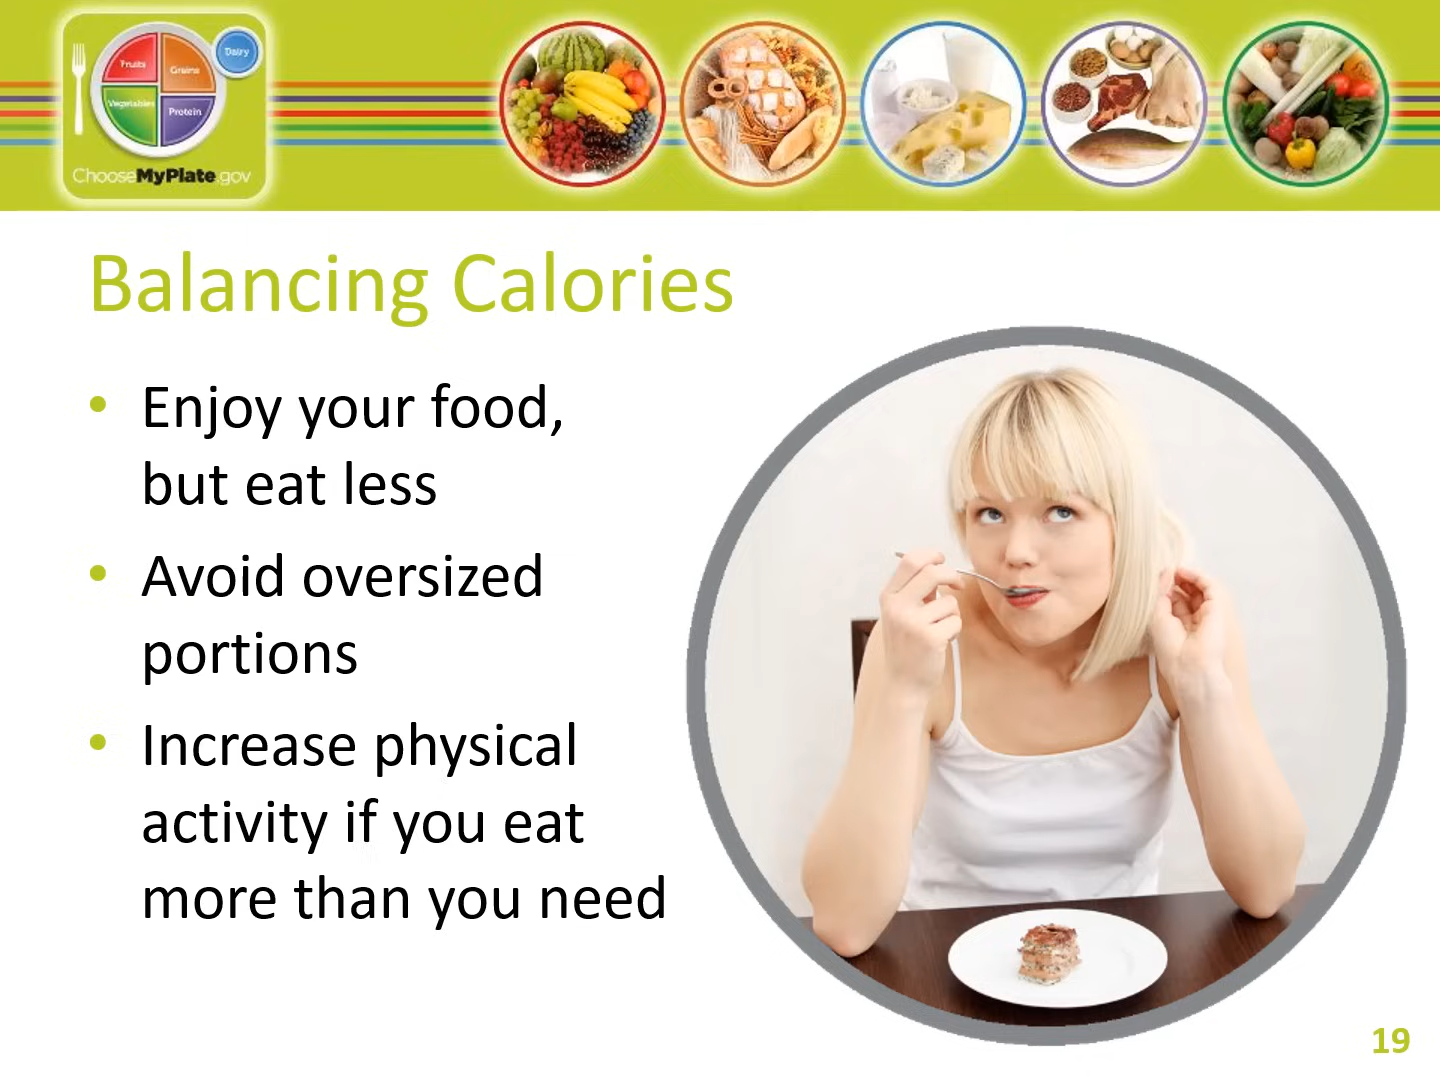 Fruits
Grains
Dairy
Vegetables
Protein
ChooseMyPlate.gov
Balancing Calories
• Enjoy your food,
but eat less
• Avoid oversized
portions
• Increase physical
activity if you eat
more than you need
19